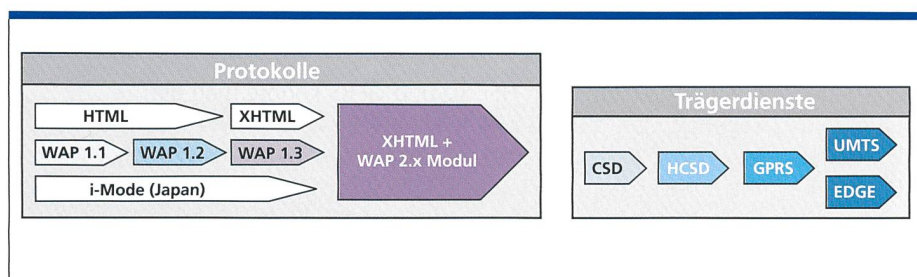 Protokolle
HTML
XHTML
WAP 1.1
WAP 1.2
WAP 1.3
i-Mode (Japan)
XHTML +
WAP 2.x Modul
Trägerdienste
CSD
HCSD
GPRS
UMTS
EDGE